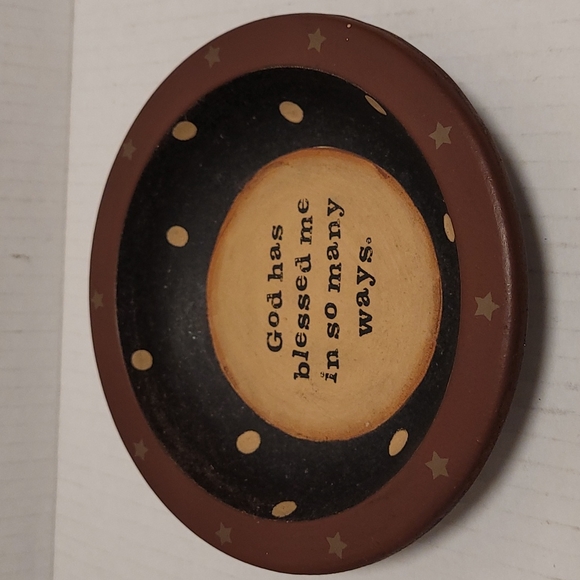 God has
blessed me
in so many
ways.